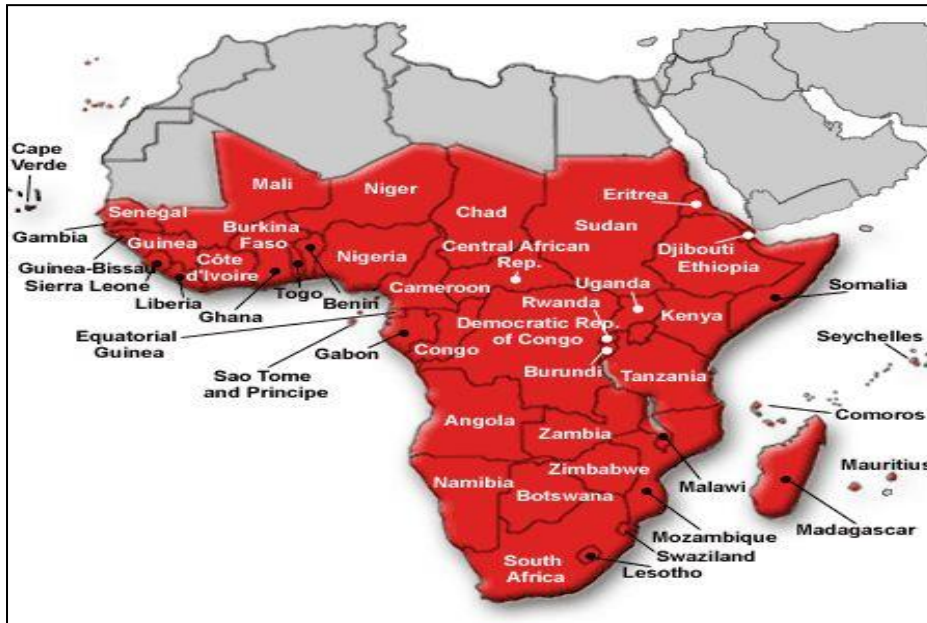 Cape
Verde
Mali
Niger
Eritrea
Senegal
Chad
Sudan
Gambia
Burkina
Faso
Guinea
Nigeria
Central African
Rep.
Djibouti
Ethiopia
Côte
d'Ivoire
Guinea-Bissau
Sierra Leone
Liberia
Ghana
Togo
Benin
Cameroon
Uganda
Rwanda
Kenya
Somalia
Equatorial
Guinea
Gabon
Congo
Democratic Rep.
of Congo
Burundi
Tanzania
Seychelles
Sao Tome
and Principe
Comoros
Angola
Zambia
Malawi
Mauritius
Zimbabwe
Namibia
Botswana
Madagascar
Mozambique
Swaziland
Lesotho
South
Africa